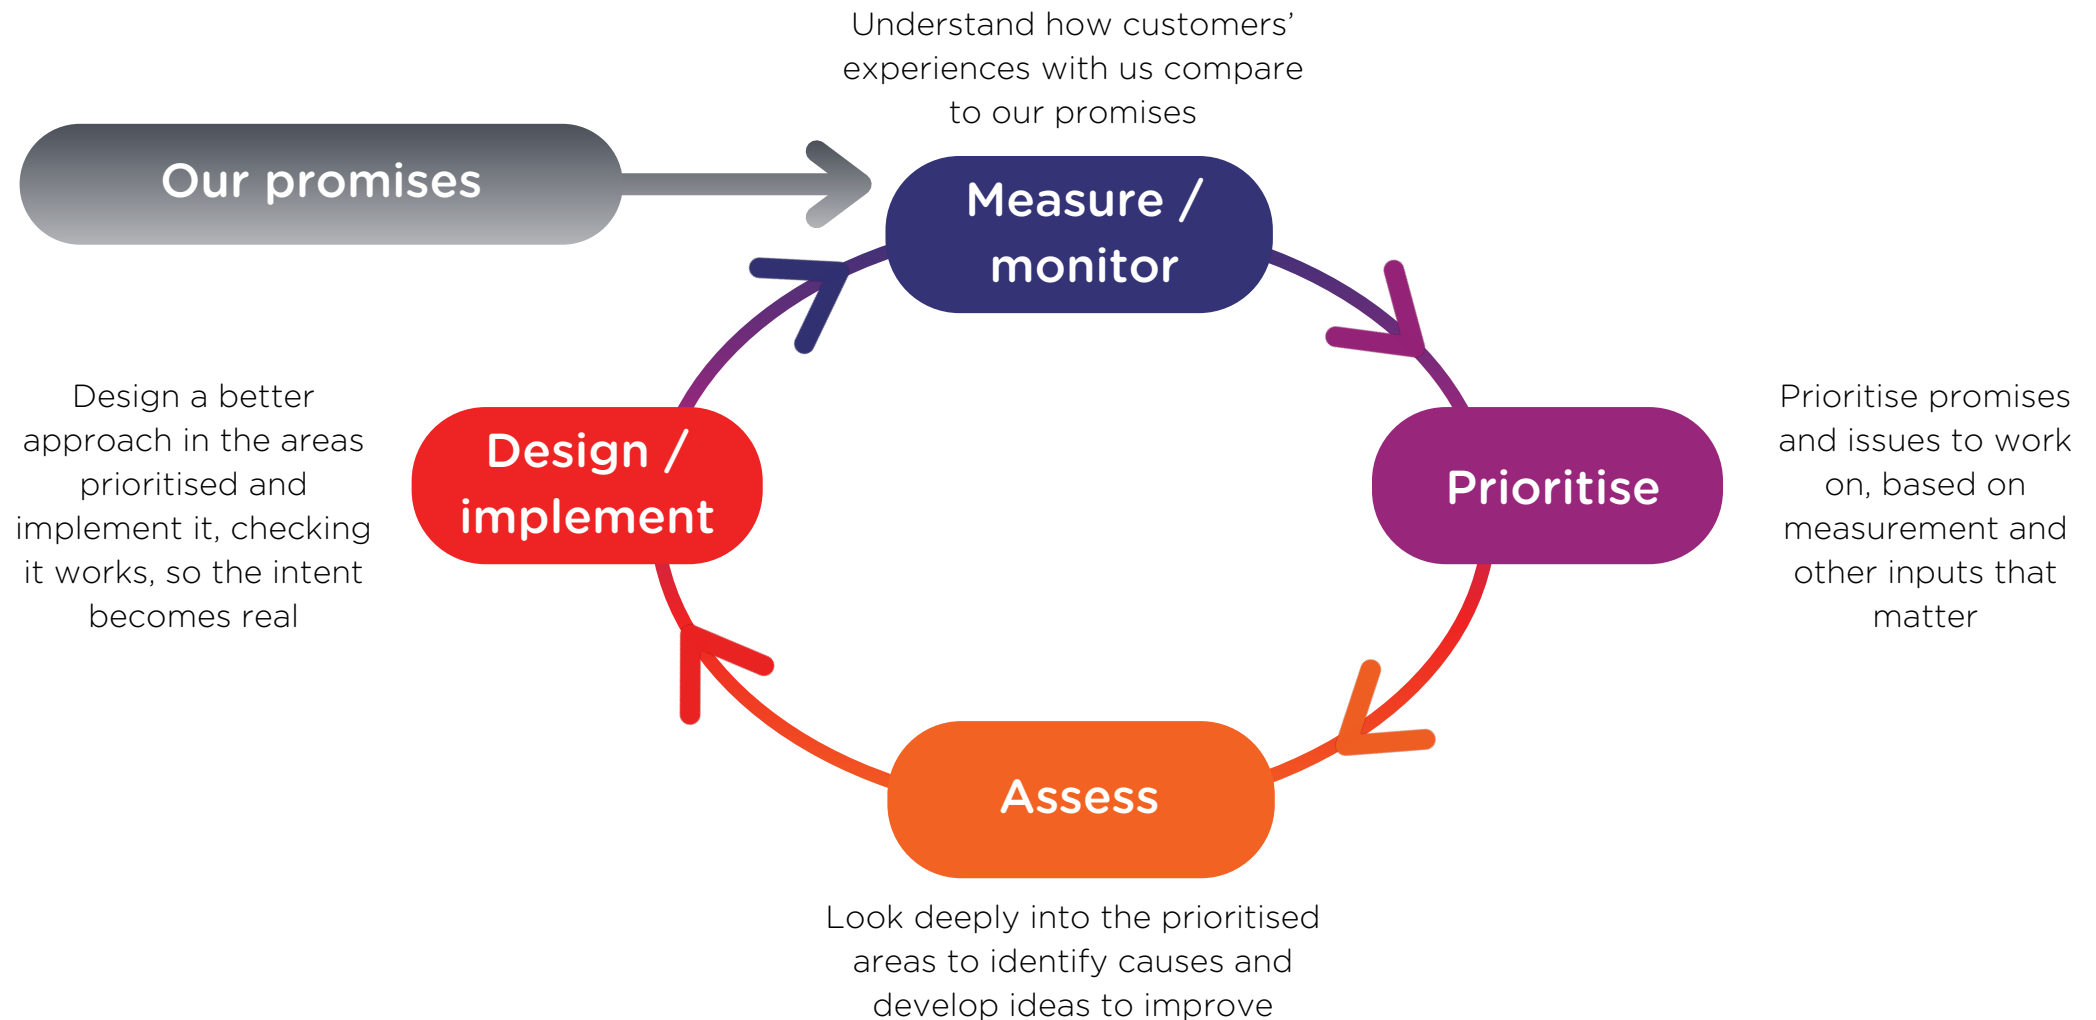 Understand how customers’
experiences with us compare
to our promises
Our promises
Measure /
monitor
Design a better
approach in the areas
prioritised and
implement it, checking
it works, so the intent
becomes real
Design /
implement
Prioritise
Prioritise promises
and issues to work
on, based on
measurement and
other inputs that
matter
Assess
Look deeply into the prioritised
areas to identify causes and
develop ideas to improve